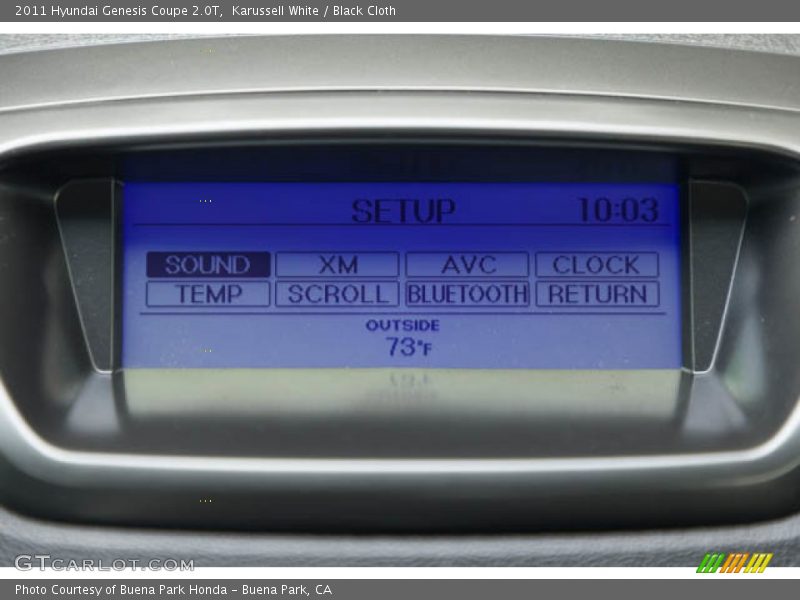 2011 Hyundai Genesis Coupe 2.0T, Karussell White / Black Cloth
SETUP 10:03
SOUND XM AVC CLOCK
TEMP SCROLL BLUETOOTH RETURN
OUTSIDE
73°F
GTCARLOT.COM
Photo Courtesy of Buena Park Honda - Buena Park, CA